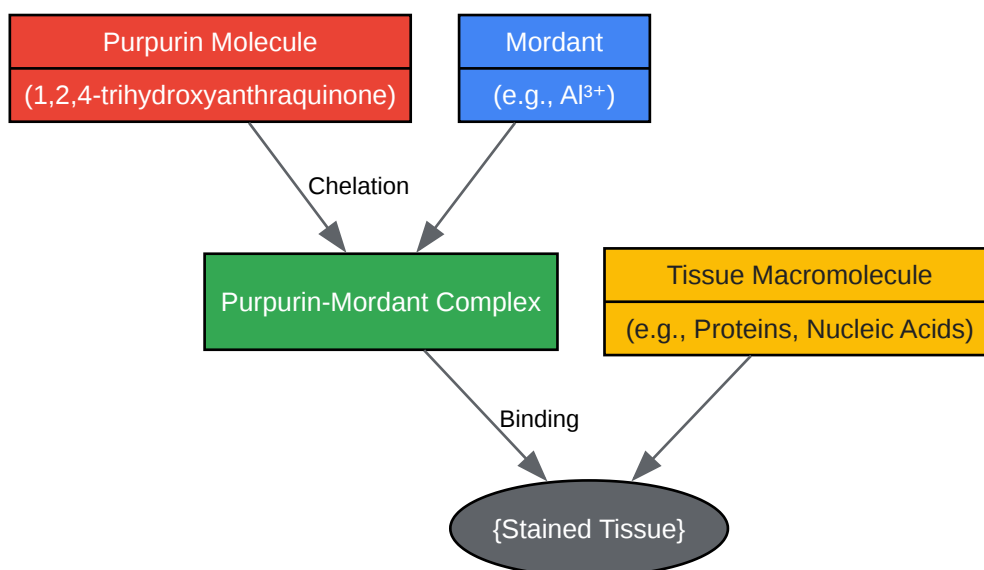 Purpurin Molecule
(1,2,4-trihydroxyanthraquinone)
Mordant
(e.g., Al³⁺)
Chelation
Purpurin-Mordant Complex
Tissue Macromolecule
(e.g., Proteins, Nucleic Acids)
Binding
{Stained Tissue}